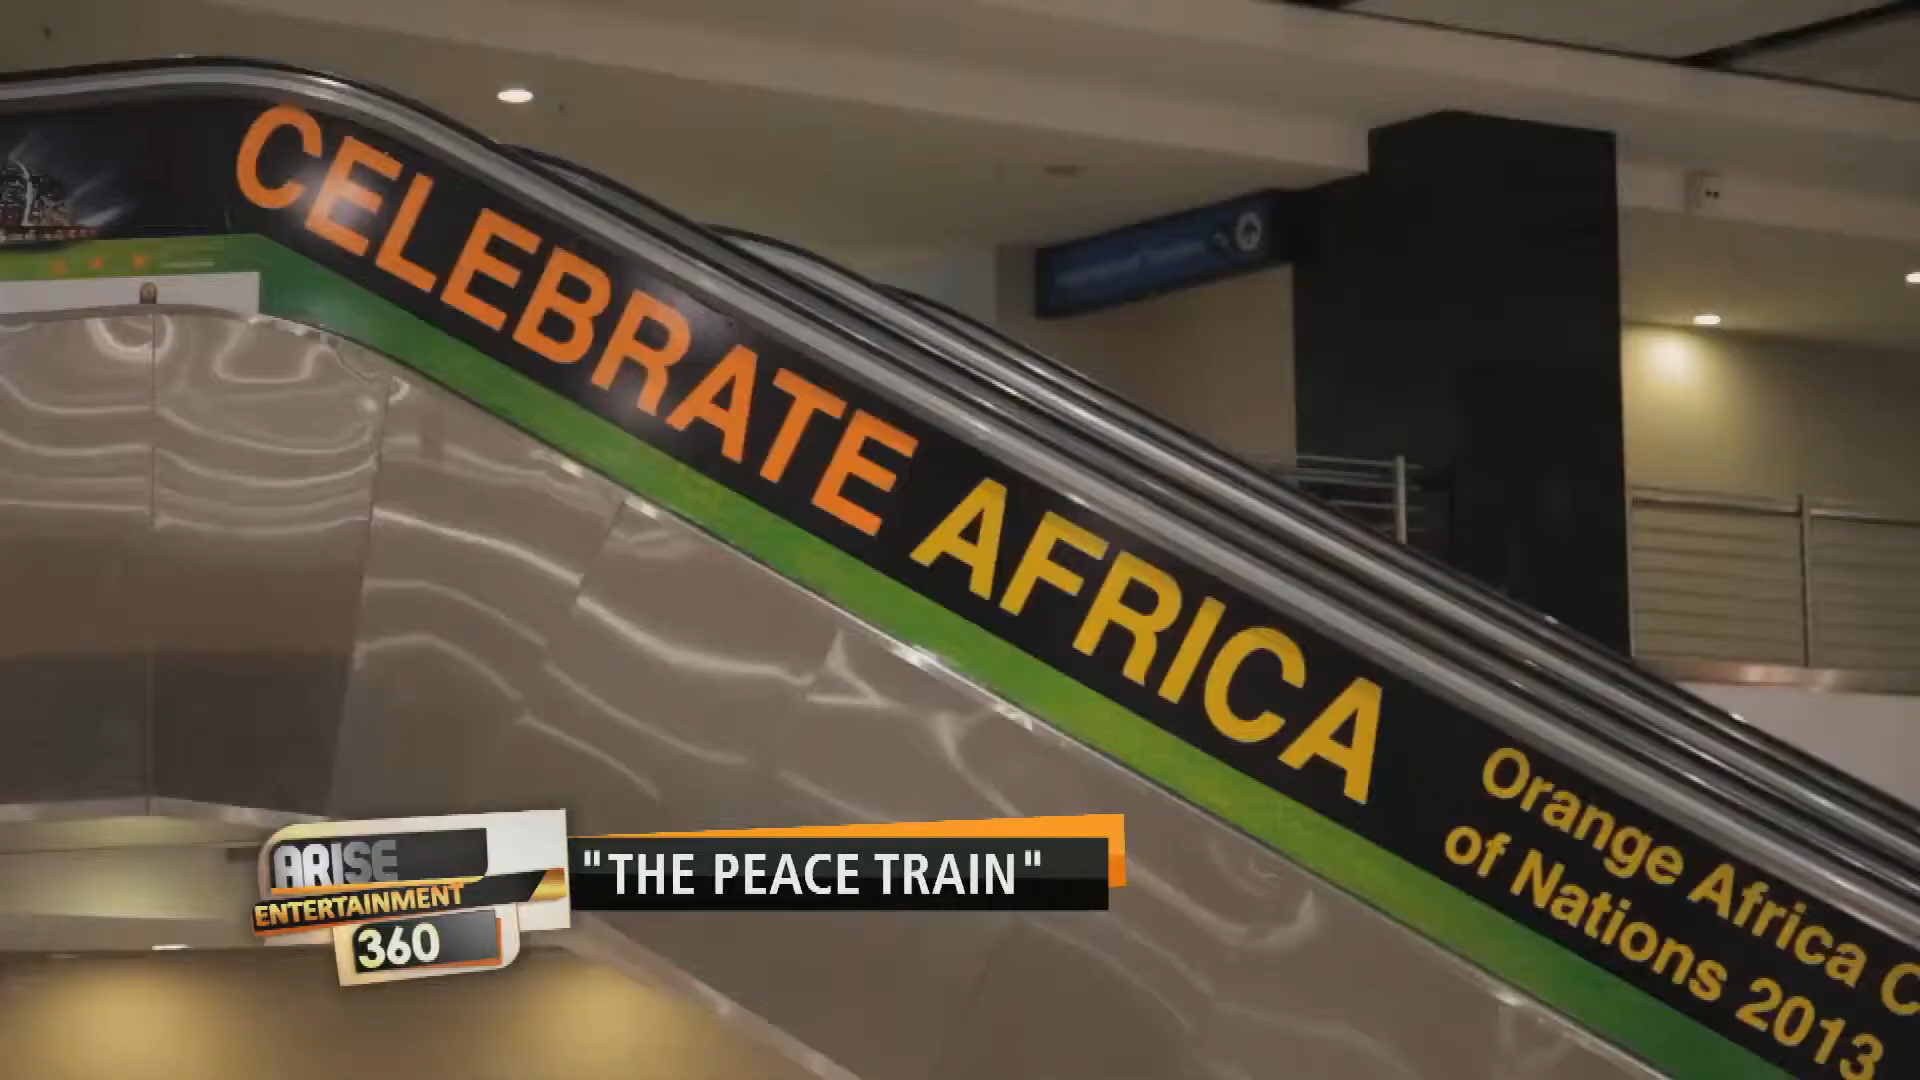 CELEBRATE AFRICA
Orange Africa C
of Nations 2013
ARISE
ENTERTAINMENT
360
"THE PEACE TRAIN"